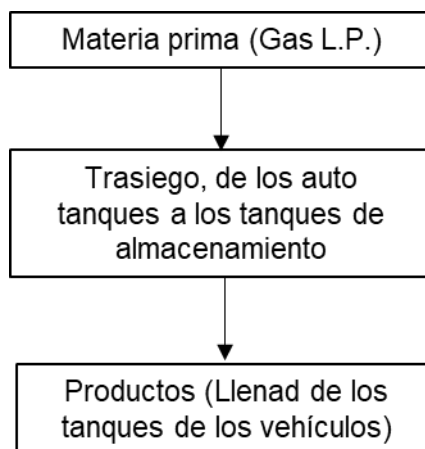 Materia prima (Gas L.P.)
Trasiego, de los auto
tanques a los tanques de
almacenamiento
Productos (Llenad de los
tanques de los vehículos)